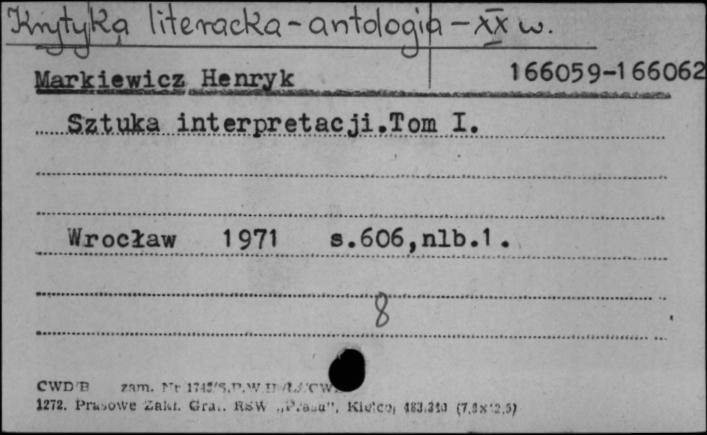 Krytyka literacka - antologia - XX w.
Markiewicz Henryk 166059-166062
Sztuka interpretacji.Tom I.
Wrocław 1971 s.606,nlb.1.
8
CWD/B zam. Nr
1272. Prasowe Zakł. Graf. RSW „Prasa", Kielce,